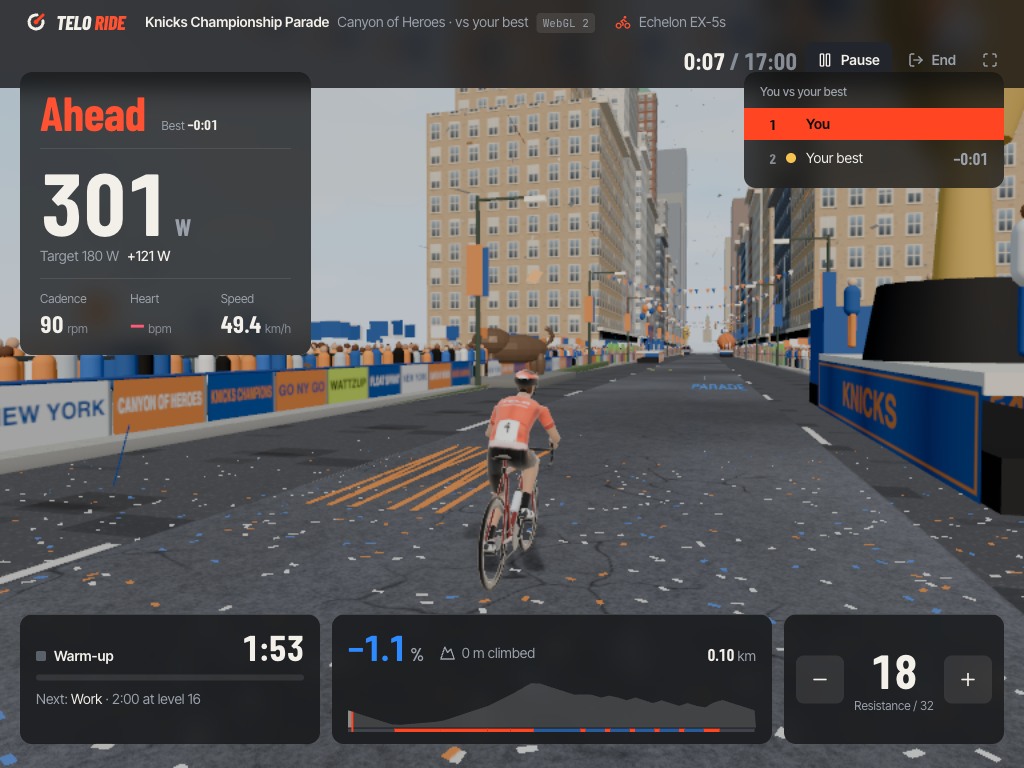 TELO RIDE Knicks Championship Parade Canyon of Heroes · vs your best WebGL 2 Echelon EX-5s
0:07 / 17:00 Pause End
Ahead Best −0:01
301 W
Target 180 W +121 W
Cadence Heart Speed
90 rpm – bpm 49.4 km/h
You vs your best
1 You
2 Your best −0:01
NEW YORK CANYON OF HEROES KNICKS CHAMPIONS GO NY GO WATTZUP NEW YORK
PARADE
KNICKS
4
Warm-up 1:53
Next: Work · 2:00 at level 16
−1.1 % 0 m climbed 0.10 km
− 18 +
Resistance / 32